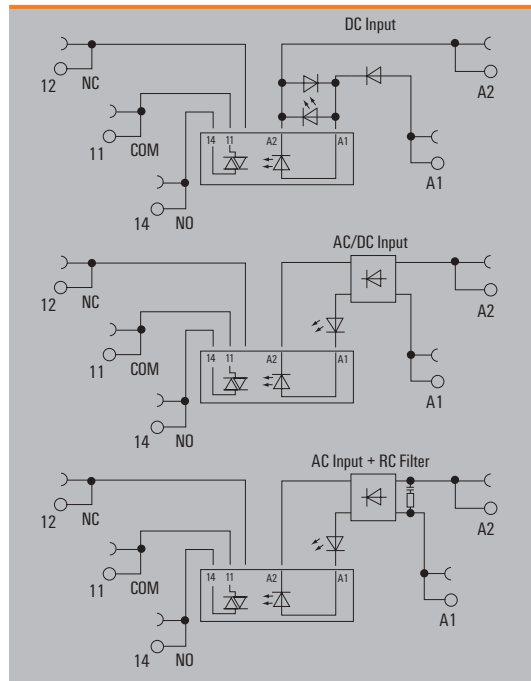 DC Input
12 NC
A2
11 COM
14 11 A2 A1
A1
14 NO
AC/DC Input
12 NC
A2
11 COM
14 11 A2 A1
A1
14 NO
AC Input + RC Filter
12 NC
A2
11 COM
14 11 A2 A1
A1
14 NO